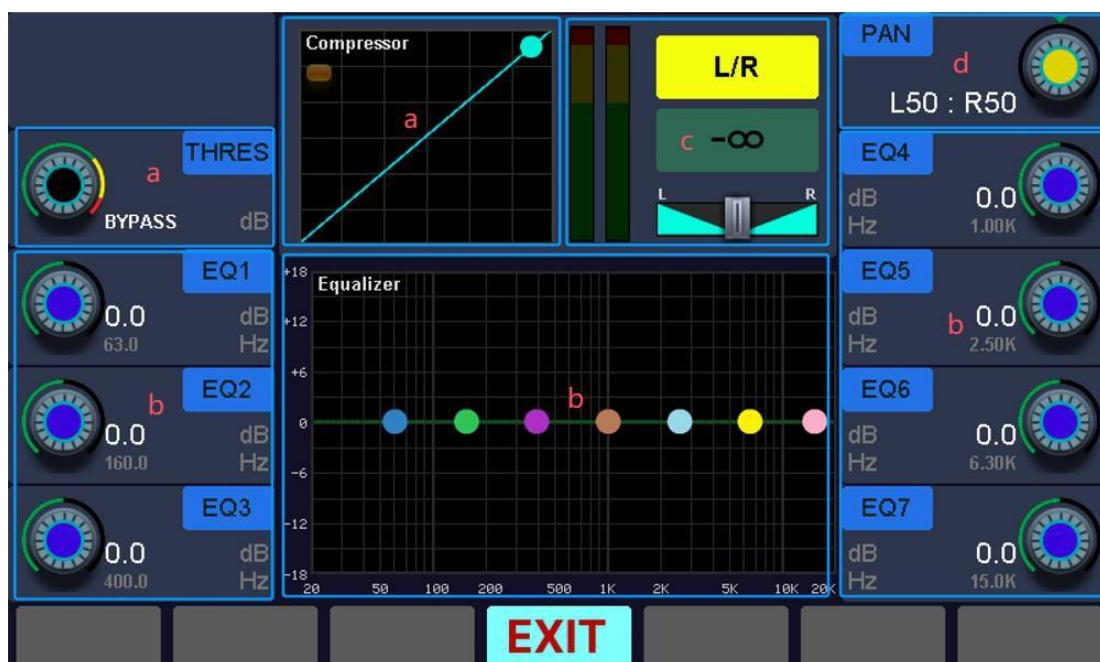 Compressor
a
L/R
c -∞
L R
PAN
d
L50 : R50
THRES
a
BYPASS dB
EQ1
0.0 dB
63.0 Hz
EQ2
b
0.0 dB
160.0 Hz
EQ3
0.0 dB
400.0 Hz
Equalizer
+18
+12
+6
0
-6
-12
-18
b
20 50 100 200 500 1K 2K 5K 10K 20K
EQ4
dB 0.0
Hz 1.00K
EQ5
dB b 0.0
Hz 2.50K
EQ6
dB 0.0
Hz 6.30K
EQ7
dB 0.0
Hz 15.0K
EXIT